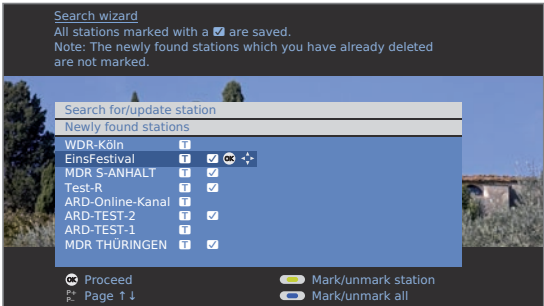 Search wizard
All stations marked with a ☑ are saved.
Note: The newly found stations which you have already deleted
are not marked.
Search for/update station
Newly found stations
WDR-Köln T
EinsFestival T ☑ OK
MDR S-ANHALT T ☑
Test-R T ☑
ARD-Online-Kanal T
ARD-TEST-2 T ☑
ARD-TEST-1 T
MDR THÜRINGEN T ☑
OK Proceed Mark/unmark station
P+ P– Page ↑↓ Mark/unmark all